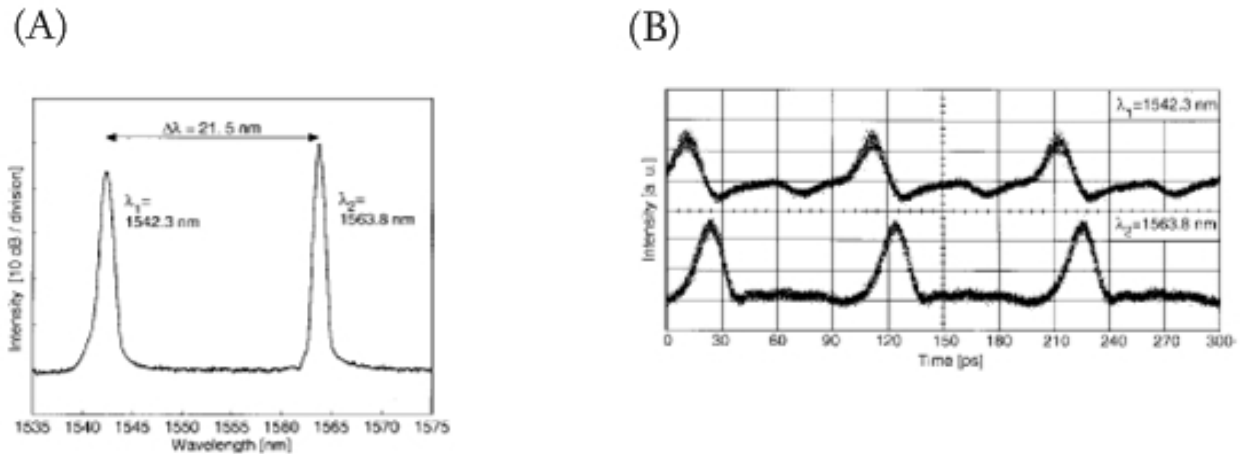 (A)
Intensity [10 dB / division]
Δλ = 21.5 nm
λ1=
1542.3 nm
λ2=
1563.8 nm
1535 1540 1545 1550 1555 1560 1565 1570 1575
Wavelength [nm]
(B)
Intensity [a. u.]
λ1=1542.3 nm
λ2=1563.8 nm
0 30 60 90 120 150 180 210 240 270 300
Time [ps]